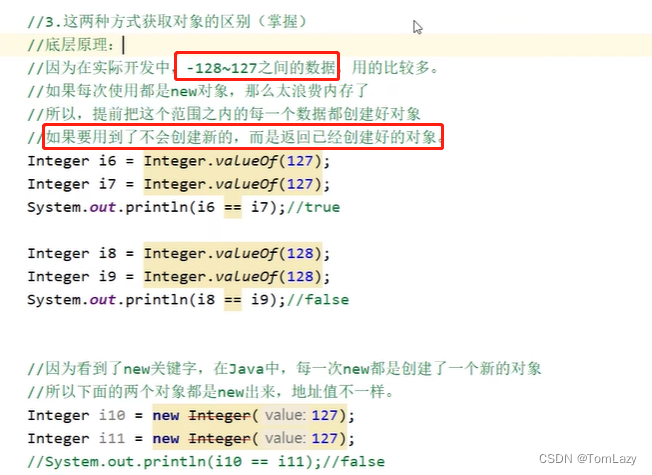 //3.这两种方式获取对象的区别（掌握）
//底层原理：
//因为在实际开发中，-128~127之间的数据，用的比较多。
//如果每次使用都是new对象，那么太浪费内存了
//所以，提前把这个范围之内的每一个数据都创建好对象
//如果要用到了不会创建新的，而是返回已经创建好的对象。
Integer i6 = Integer.valueOf(127);
Integer i7 = Integer.valueOf(127);
System.out.println(i6 == i7);//true
Integer i8 = Integer.valueOf(128);
Integer i9 = Integer.valueOf(128);
System.out.println(i8 == i9);//false
//因为看到了new关键字，在Java中，每一次new都是创建了一个新的对象
//所以下面的两个对象都是new出来，地址值不一样。
Integer i10 = new Integer( value: 127);
Integer i11 = new Integer( value: 127);
//System.out.println(i10 == i11);//false
CSDN @TomLazy